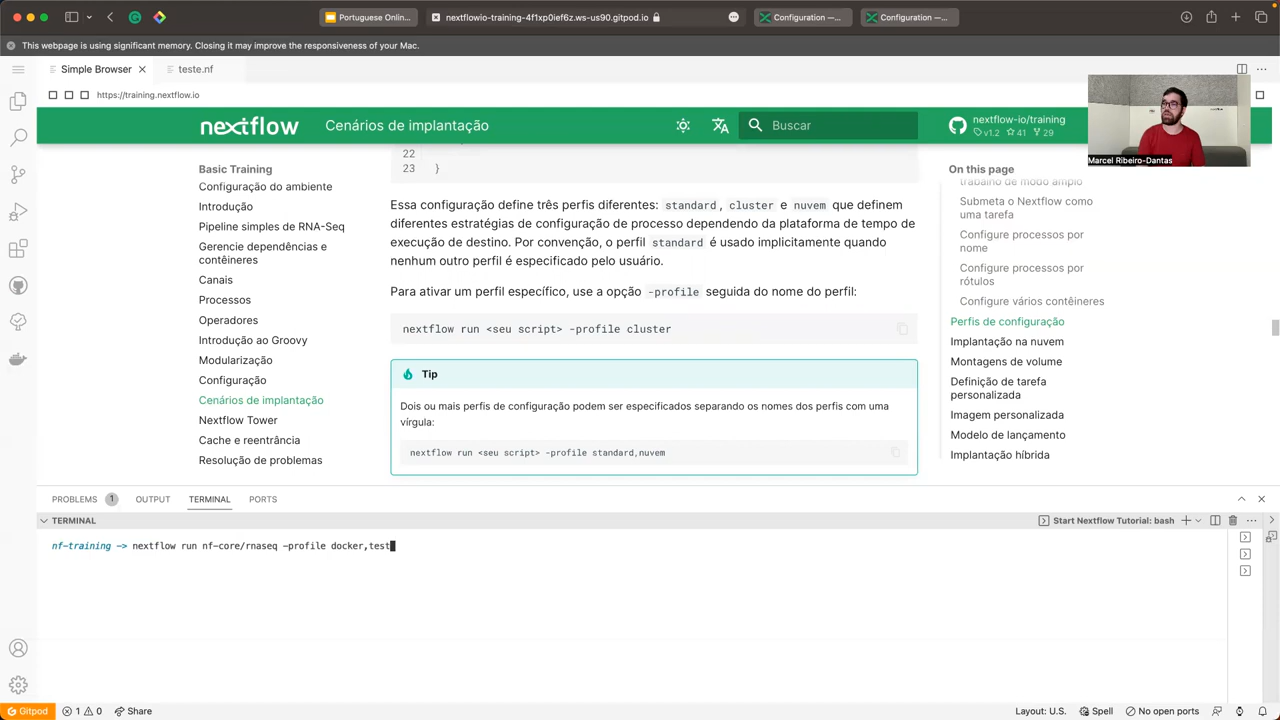 Portuguese Online...
nextflowio-training-4f1xp0ief6z.ws-us90.gitpod.io
Configuration —...
Configuration —...
This webpage is using significant memory. Closing it may improve the responsiveness of your Mac.
Simple Browser
teste.nf
https://training.nextflow.io
nextflow
Cenários de implantação
Buscar
nextflow-io/training
v1.2 41 29
Marcel Ribeiro-Dantas
Basic Training
Configuração do ambiente
Introdução
Pipeline simples de RNA-Seq
Gerencie dependências e
contêineres
Canais
Processos
Operadores
Introdução ao Groovy
Modularização
Configuração
Cenários de implantação
Nextflow Tower
Cache e reentrância
Resolução de problemas
22
23 }
Essa configuração define três perfis diferentes: standard, cluster e nuvem que definem
diferentes estratégias de configuração de processo dependendo da plataforma de tempo de
execução de destino. Por convenção, o perfil standard é usado implicitamente quando
nenhum outro perfil é especificado pelo usuário.
Para ativar um perfil específico, use a opção -profile seguida do nome do perfil:
nextflow run <seu script> -profile cluster
Tip
Dois ou mais perfis de configuração podem ser especificados separando os nomes dos perfis com uma
vírgula:
nextflow run <seu script> -profile standard,nuvem
On this page
trabalho de modo amplo
Submeta o Nextflow como
uma tarefa
Configure processos por
nome
Configure processos por
rótulos
Configure vários contêineres
Perfis de configuração
Implantação na nuvem
Montagens de volume
Definição de tarefa
personalizada
Imagem personalizada
Modelo de lançamento
Implantação híbrida
PROBLEMS 1 OUTPUT TERMINAL PORTS
TERMINAL
Start Nextflow Tutorial: bash
nf-training -> nextflow run nf-core/rnaseq -profile docker,test
Gitpod
1 0
Share
Layout: U.S.
Spell
No open ports